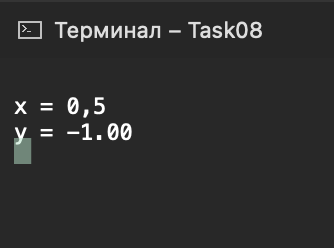 Терминал – Task08
x = 0,5
y = -1.00